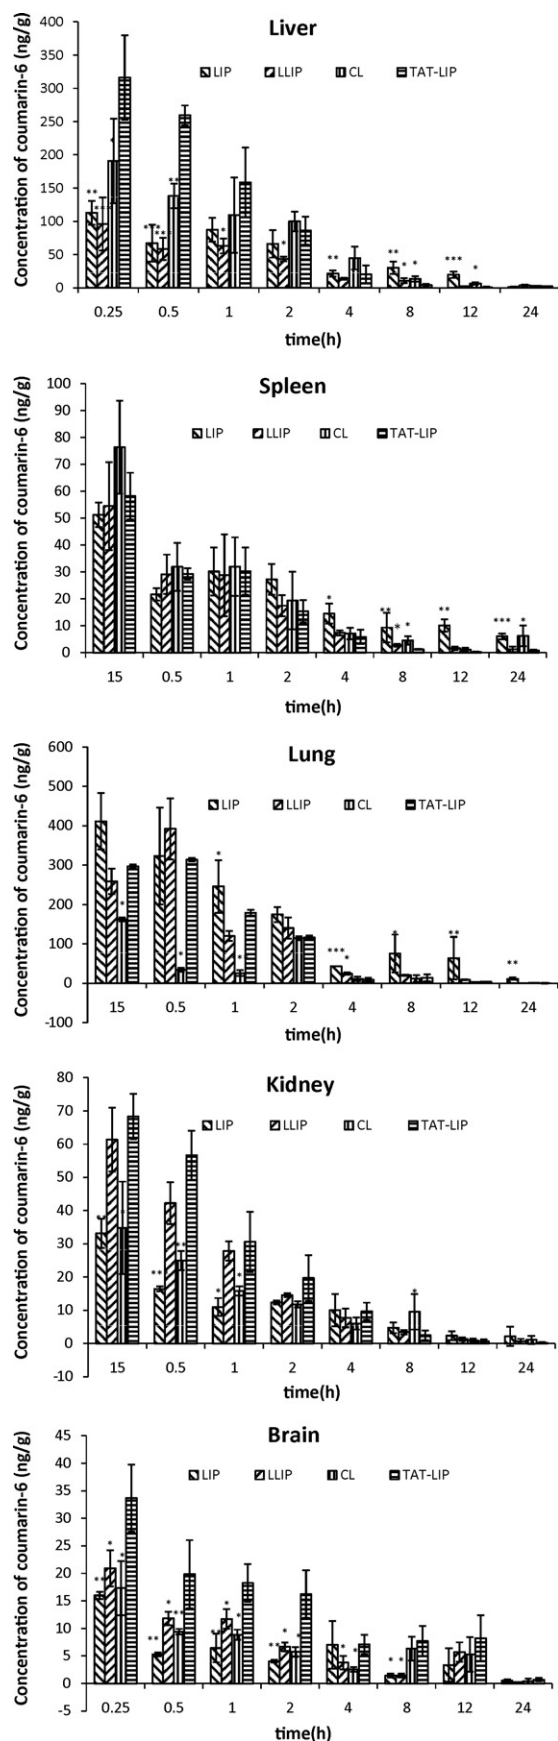 Liver
Concentration of coumarin-6 (ng/g)
400
350
300
250
200
150
100
50
0
LIP LLIP CL TAT-LIP
** *** * ** *** ** * * ** ** * * *** *
0.25 0.5 1 2 4 8 12 24
time(h)
Spleen
Concentration of coumarin-6 (ng/g)
100
90
80
70
60
50
40
30
20
10
0
LIP LLIP CL TAT-LIP
* ** * * ** *** *
15 0.5 1 2 4 8 12 24
time(h)
Lung
Concentration of coumarin-6 (ng/g)
600
500
400
300
200
100
0
-100
LIP LLIP CL TAT-LIP
* * * * *** * * ** **
15 0.5 1 2 4 8 12 24
time(h)
Kidney
Concentration of coumarin-6 (ng/g)
80
70
60
50
40
30
20
10
0
-10
LIP LLIP CL TAT-LIP
** * ** ** * * *
15 0.5 1 2 4 8 12 24
time(h)
Brain
Concentration of coumarin-6 (ng/g)
45
40
35
30
25
20
15
10
5
0
-5
LIP LLIP CL TAT-LIP
** * * ** * ** ** * * ** * * * * * *
0.25 0.5 1 2 4 8 12 24
time(h)